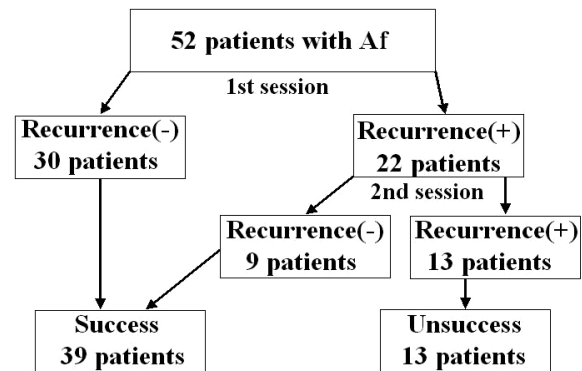 52 patients with Af
1st session
Recurrence(-)
30 patients
Recurrence(+)
22 patients
2nd session
Recurrence(-)
9 patients
Recurrence(+)
13 patients
Success
39 patients
Unsuccess
13 patients